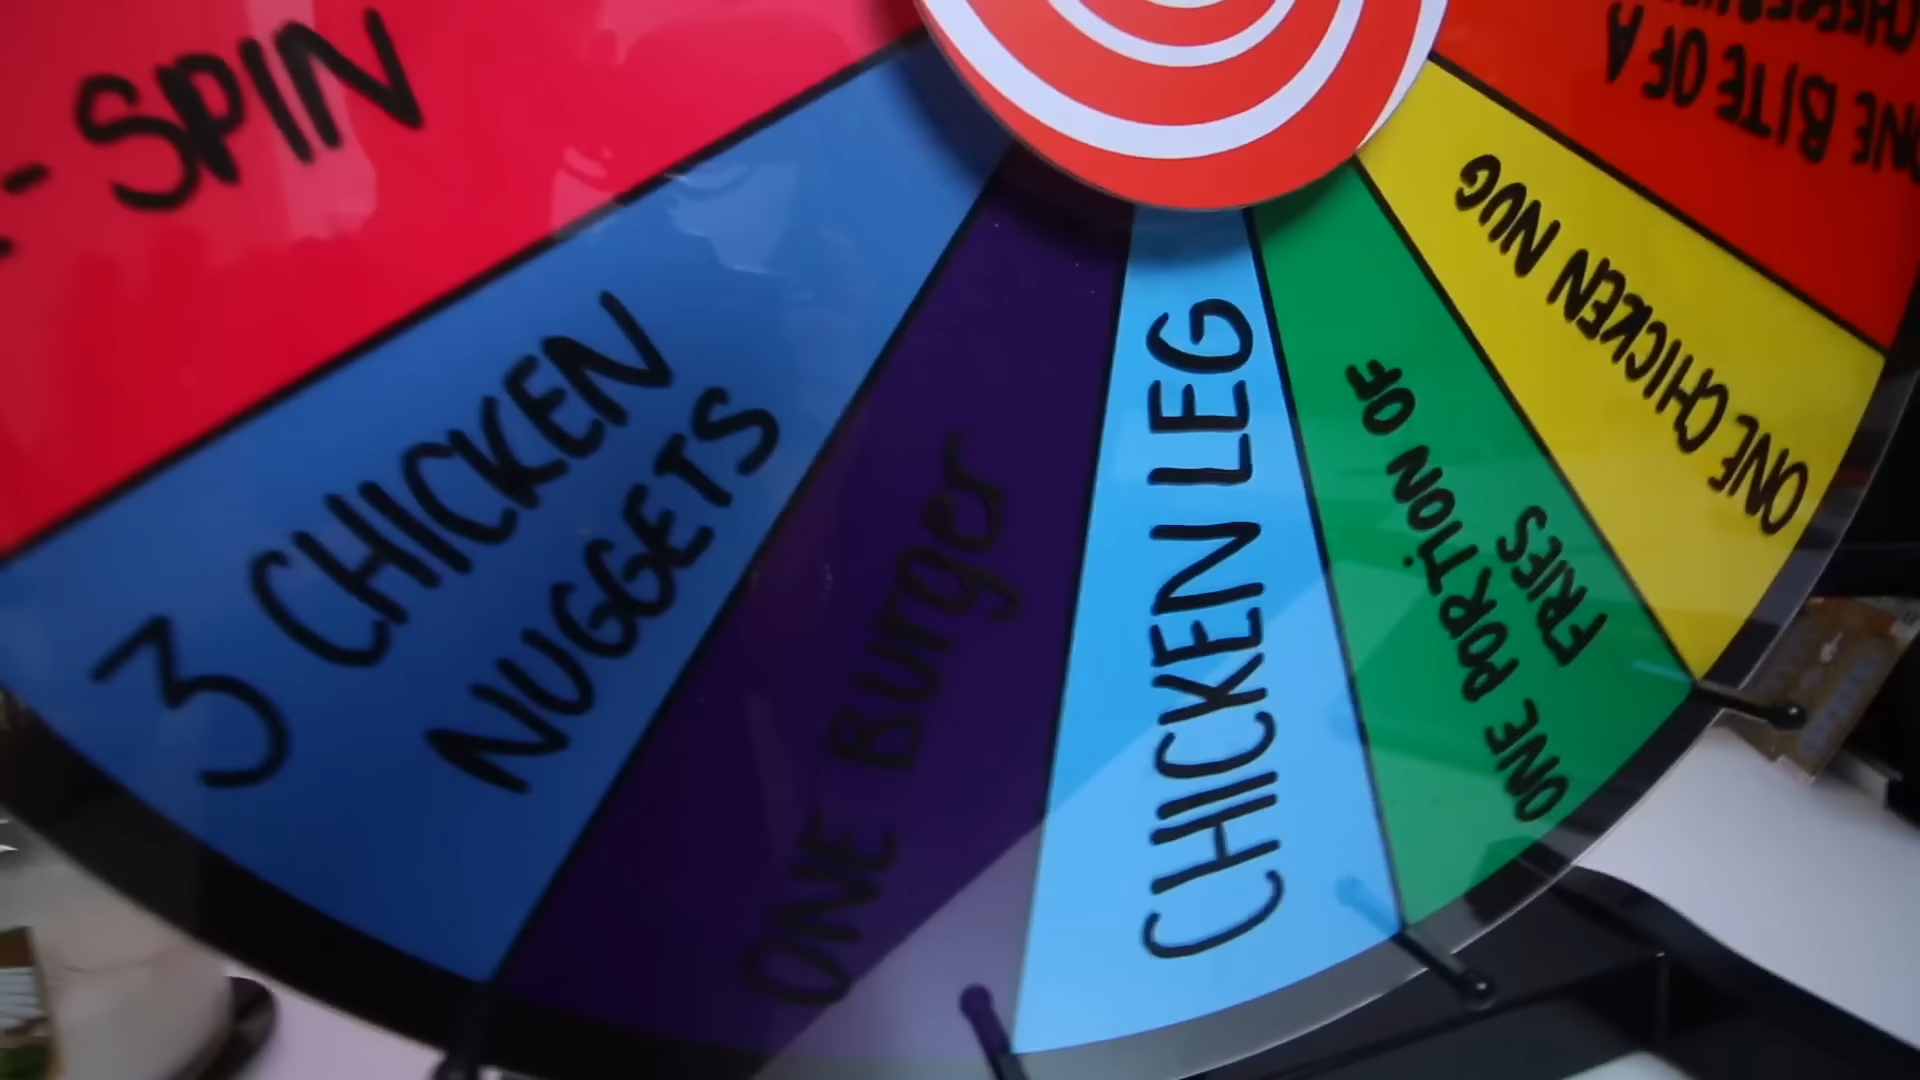 -SPIN
3 CHICKEN
NUGGETS
ONE Burger
CHICKEN LEG
ONE PORTION OF
FRIES
ONE CHICKEN NUG
ONE BITE OF A